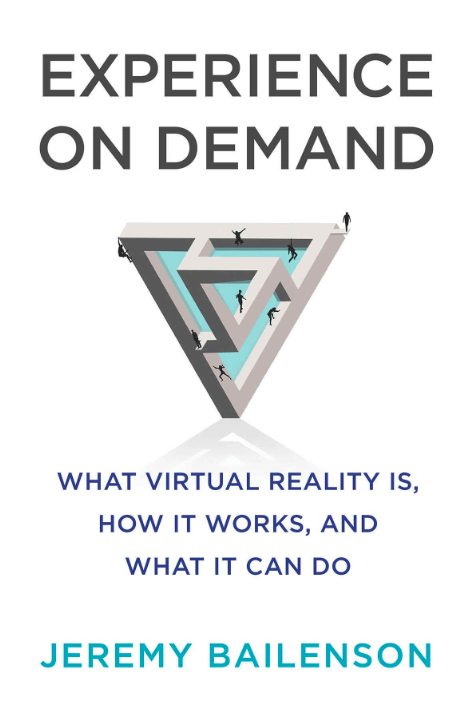 EXPERIENCE
ON DEMAND
WHAT VIRTUAL REALITY IS,
HOW IT WORKS, AND
WHAT IT CAN DO
JEREMY BAILENSON